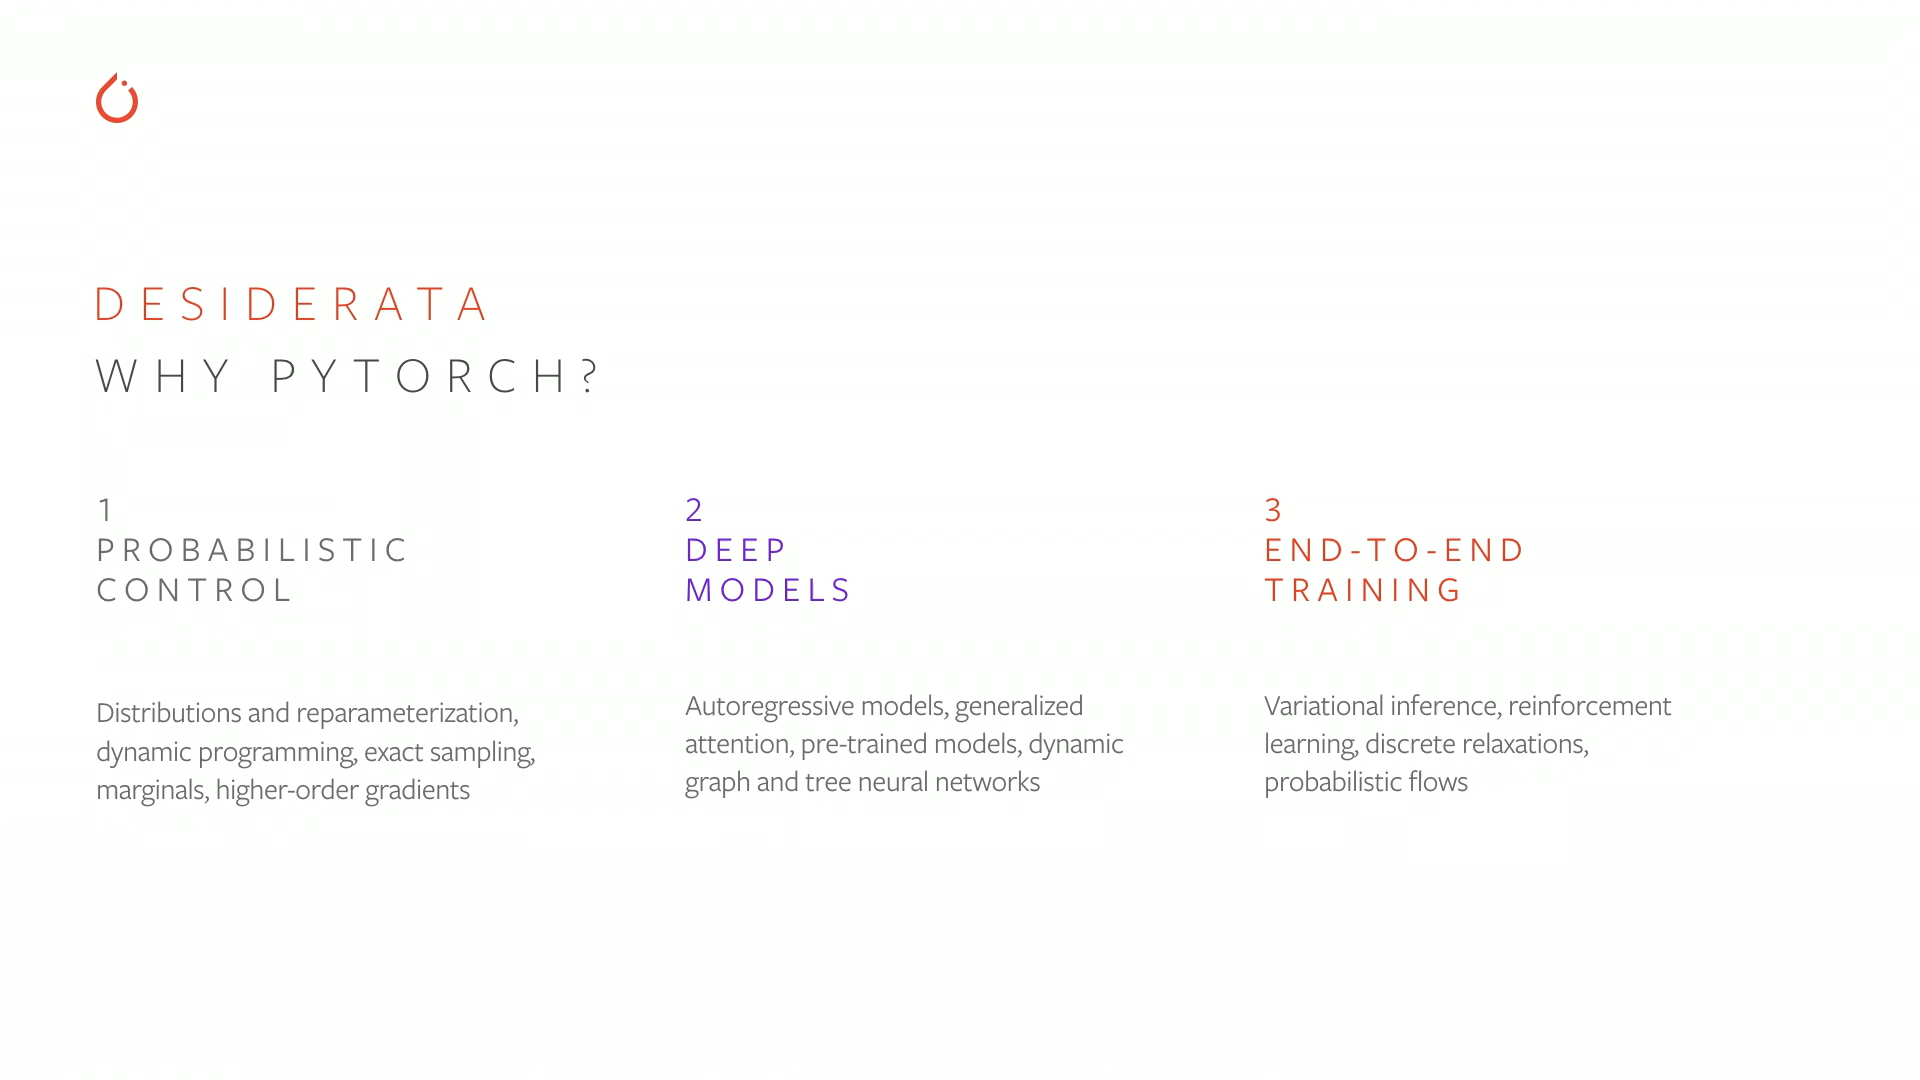 DESIDERATA
WHY PYTORCH?
1
PROBABILISTIC
CONTROL
Distributions and reparameterization,
dynamic programming, exact sampling,
marginals, higher-order gradients
2
DEEP
MODELS
Autoregressive models, generalized
attention, pre-trained models, dynamic
graph and tree neural networks
3
END-TO-END
TRAINING
Variational inference, reinforcement
learning, discrete relaxations,
probabilistic flows